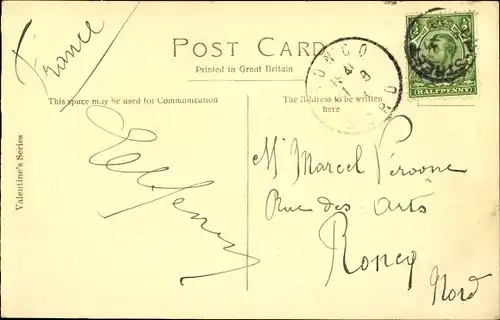 France
POST CARD
Printed in Great Britain
This space may be used for Communication
The Address to be written
here
Valentine's Series
HALFPENNY
Mr Marcel Péroone
Rue des Arts
Roncq
Nord